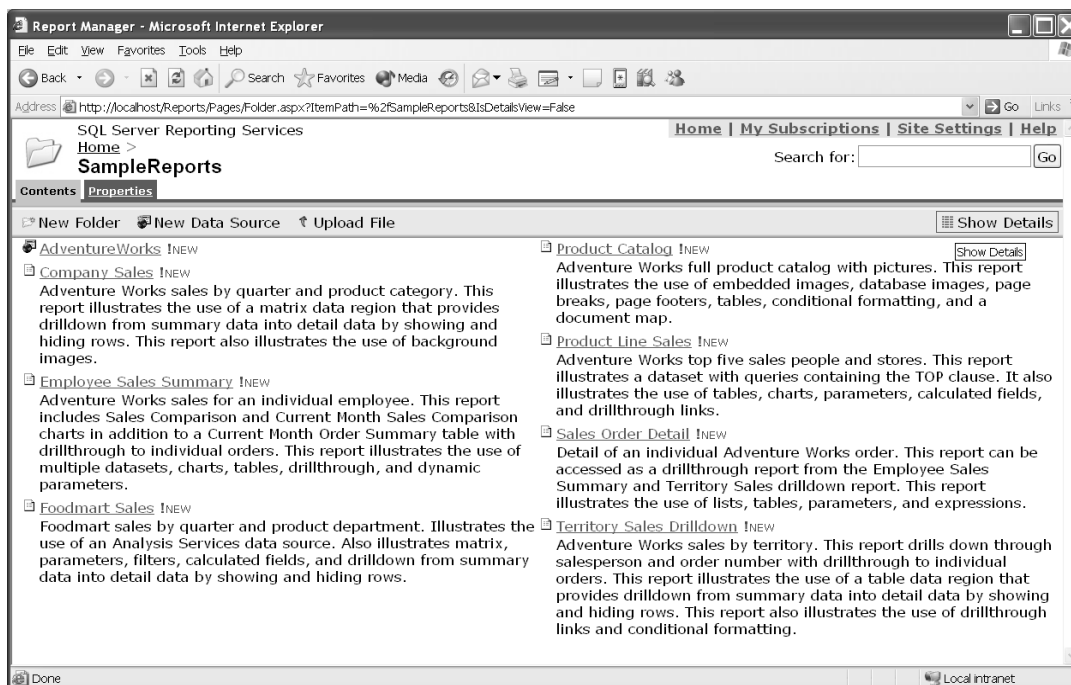 Report Manager - Microsoft Internet Explorer
File Edit View Favorites Tools Help
Back Search Favorites Media
Address http://localhost/Reports/Pages/Folder.aspx?ItemPath=%2fSampleReports&IsDetailsView=False Go Links
SQL Server Reporting Services
Home | My Subscriptions | Site Settings | Help
Home >
SampleReports
Search for: Go
Contents Properties
New Folder New Data Source Upload File Show Details
AdventureWorks !NEW
Company Sales !NEW
Adventure Works sales by quarter and product category. This
report illustrates the use of a matrix data region that provides
drilldown from summary data into detail data by showing and
hiding rows. This report also illustrates the use of background
images.
Employee Sales Summary !NEW
Adventure Works sales for an individual employee. This report
includes Sales Comparison and Current Month Sales Comparison
charts in addition to a Current Month Order Summary table with
drillthrough to individual orders. This report illustrates the use of
multiple datasets, charts, tables, drillthrough, and dynamic
parameters.
Foodmart Sales !NEW
Foodmart sales by quarter and product department. Illustrates the
use of an Analysis Services data source. Also illustrates matrix,
parameters, filters, calculated fields, and drilldown from summary
data into detail data by showing and hiding rows.
Product Catalog !NEW
Show Details
Adventure Works full product catalog with pictures. This report
illustrates the use of embedded images, database images, page
breaks, page footers, tables, conditional formatting, and a
document map.
Product Line Sales !NEW
Adventure Works top five sales people and stores. This report
illustrates a dataset with queries containing the TOP clause. It also
illustrates the use of tables, charts, parameters, calculated fields,
and drillthrough links.
Sales Order Detail !NEW
Detail of an individual Adventure Works order. This report can be
accessed as a drillthrough report from the Employee Sales
Summary and Territory Sales drilldown report. This report
illustrates the use of lists, tables, parameters, and expressions.
Territory Sales Drilldown !NEW
Adventure Works sales by territory. This report drills down through
salesperson and order number with drillthrough to individual
orders. This report illustrates the use of a table data region that
provides drilldown from summary data into detail data by showing
and hiding rows. This report also illustrates the use of drillthrough
links and conditional formatting.
Done Local intranet